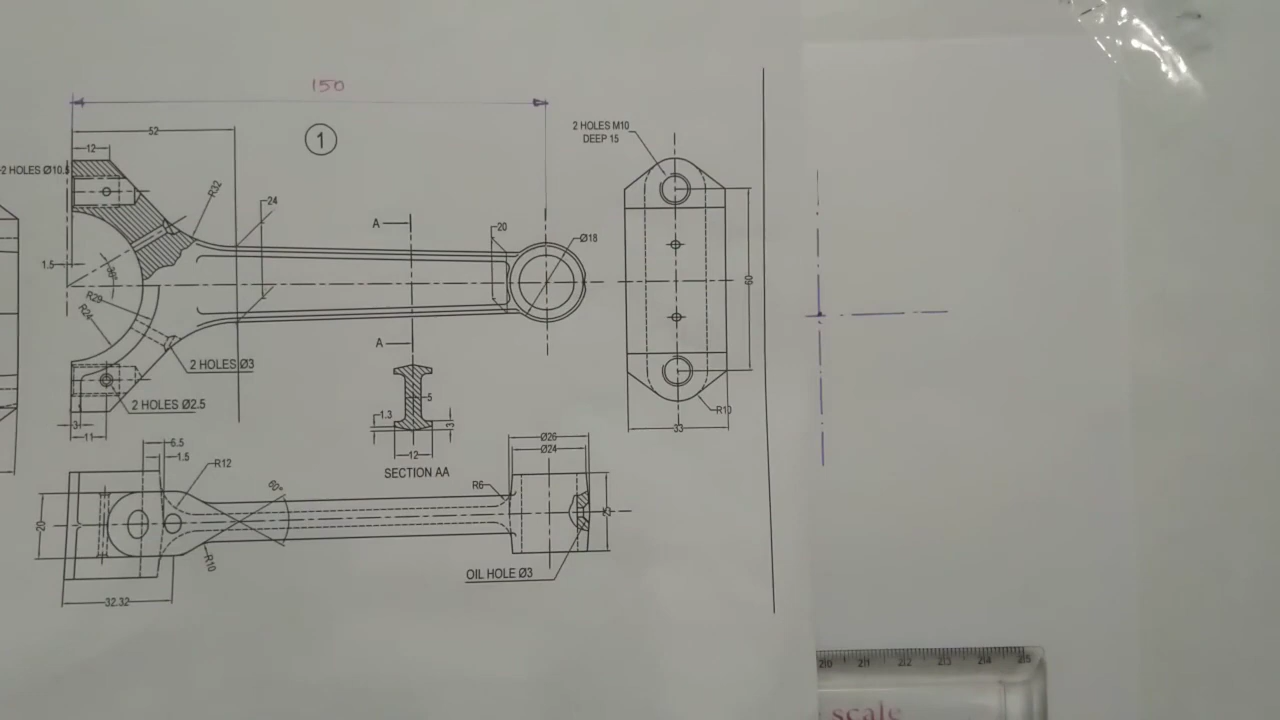 150
52
1
2 HOLES M10
DEEP 15
12
2 HOLES Ø10.5
R32
24
A
20
Ø18
1.5
30°
60
R29
R24
A
2 HOLES Ø3
2 HOLES Ø2.5
5
1.3
3
R10
3
11
12
33
SECTION AA
6.5
1.5
Ø26
Ø24
R12
R6
60°
20
25
R10
OIL HOLE Ø3
32.32
20 21 22 23 24 25
scale